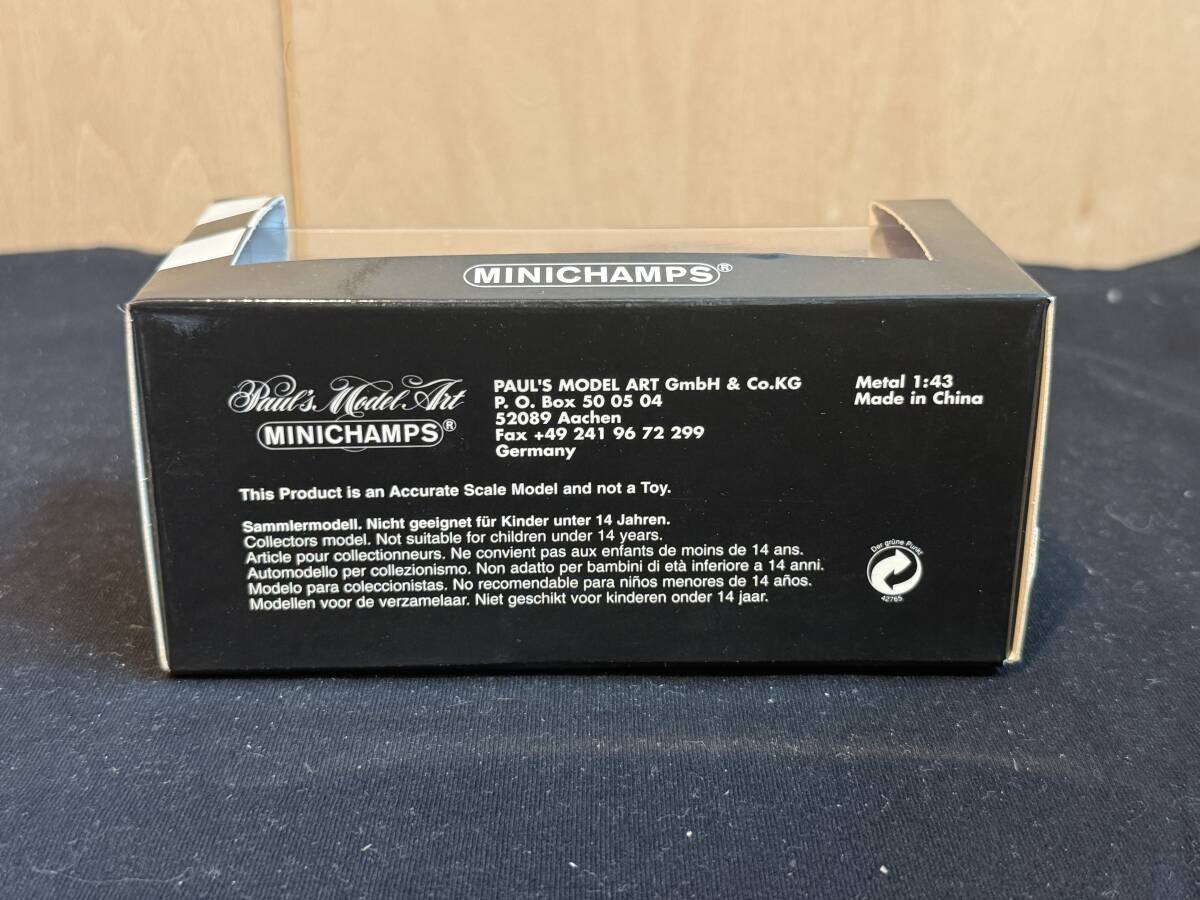 MINICHAMPS®
Paul's Model Art
MINICHAMPS®
PAUL'S MODEL ART GmbH & Co.KG
P. O. Box 50 05 04
52089 Aachen
Fax +49 241 96 72 299
Germany
Metal 1:43
Made in China
This Product is an Accurate Scale Model and not a Toy.
Sammlermodell. Nicht geeignet für Kinder unter 14 Jahren.
Collectors model. Not suitable for children under 14 years.
Article pour collectionneurs. Ne convient pas aux enfants de moins de 14 ans.
Automodello per collezionismo. Non adatto per bambini di età inferiore a 14 anni.
Modelo para coleccionistas. No recomendable para niños menores de 14 años.
Modellen voor de verzamelaar. Niet geschikt voor kinderen onder 14 jaar.
Der grüne Punkt
42765